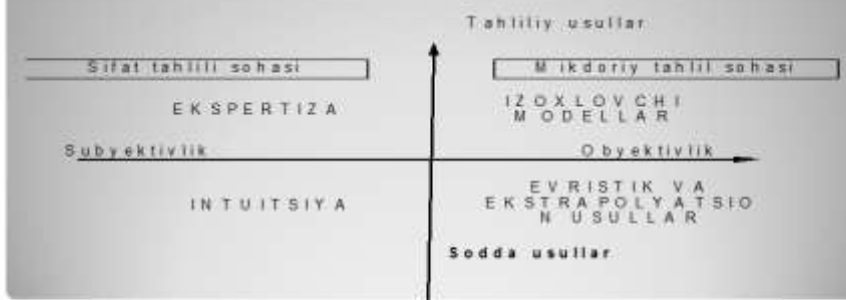 Tahliliy usullar
Sifat tahlili sohasi
Mikdoriy tahlil sohasi
EKSPERTIZA
IZOXLOVCHI
MODELLAR
Subyektivlik
Obyektivlik
INTUITSIYA
EVRISTIK VA
EKSTRAPOLYATSIO
N USULLAR
Sodda usullar